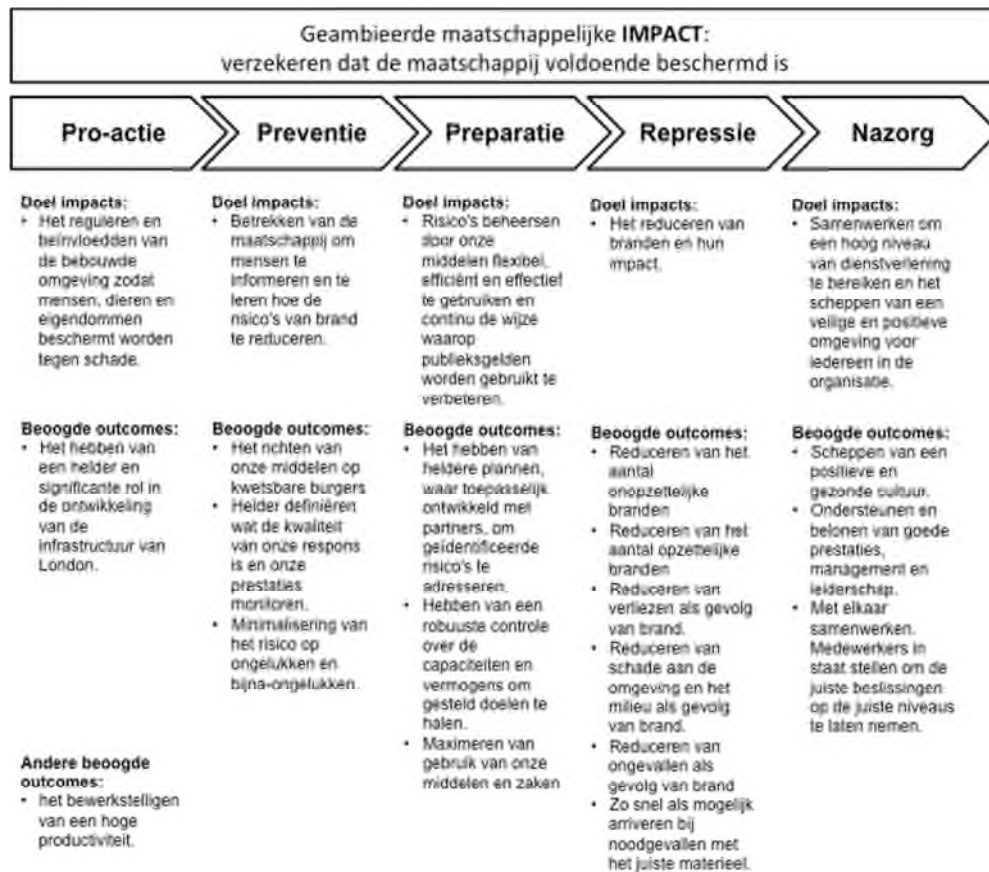 Geambieerde maatschappelijke IMPACT:
verzekeren dat de maatschappij voldoende beschermd is
Pro-actie
Preventie
Preparatie
Repressie
Nazorg
Doel impacts:
• Het reguleren en
beïnvloedden van
de bebouwde
omgeving zodat
mensen, dieren en
eigendommen
beschermt worden
tegen schade.
Beoogde outcomes:
• Het hebben van
een helder en
significante rol in
de ontwikkeling
van de
infrastructuur van
London.
Andere beoogde
outcomes:
• het bewerkstelligen
van een hoge
productiviteit.
Doel impacts:
• Betrekken van de
maatschappij om
mensen te
informeren en te
leren hoe de
risico's van brand
te reduceren.
Beoogde outcomes:
• Het richten van
onze middelen op
kwetsbare burgers
• Helder definiëren
wat de kwaliteit
van onze respons
is en onze
prestaties
monitoren.
• Minimalisering van
het risico op
ongelukken en
bijna-ongelukken.
Doel impacts:
• Risico's beheersen
door onze
middelen flexibel,
efficiënt en effectief
te gebruiken en
continu de wijze
waarop
publieksgelden
worden gebruikt te
verbeteren.
Beoogde outcomes:
• Het hebben van
heldere plannen,
waar toepasselijk
ontwikkeld met
partners, om
geïdentificeerde
risico's te
adresseren.
• Hebben van een
robuuste controle
over de
capaciteiten en
vermogens om
gesteld doelen te
halen.
• Maximeren van
gebruik van onze
middelen en zaken
Doel impacts:
• Het reduceren van
branden en hun
impact.
Beoogde outcomes:
• Reduceren van het
aantal
onopzettelijke
branden
• Reduceren van het
aantal opzettelijke
branden
• Reduceren van
verliezen als gevolg
van brand.
• Reduceren van
schade aan de
omgeving en het
milieu als gevolg
van brand.
• Reduceren van
ongevallen als
gevolg van brand
• Zo snel als mogelijk
arriveren bij
noodgevallen met
het juiste materieel.
Doel impacts:
• Samenwerken om
een hoog niveau
van dienstverlening
te bereiken en het
scheppen van een
veilige en positieve
omgeving voor
iedereen in de
organisatie.
Beoogde outcomes:
• Scheppen van een
positieve en
gezonde cultuur.
• Ondersteunen en
belonen van goede
prestaties,
management en
leiderschap.
• Met elkaar
samenwerken.
Medewerkers in
staat stellen om de
juiste beslissingen
op de juiste niveaus
te laten nemen.